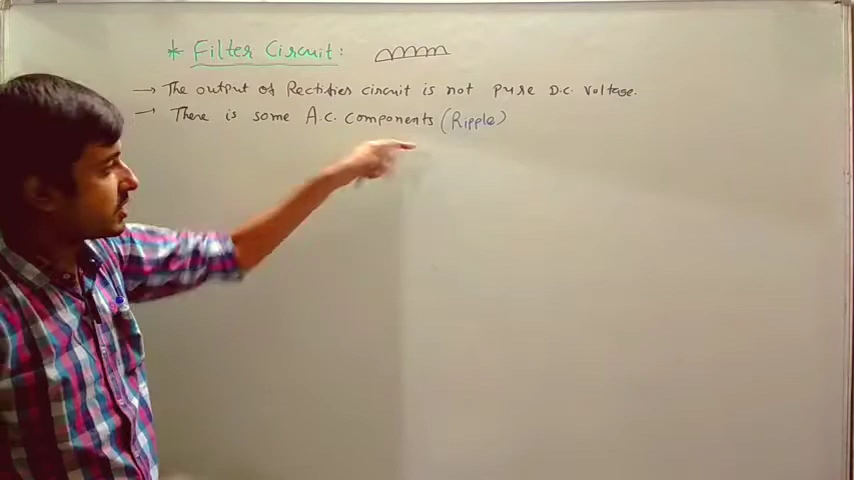 * Filter Circuit:
→ The output of Rectifier circuit is not pure D.C. Voltage.
→ There is some A.C. Components (Ripple)